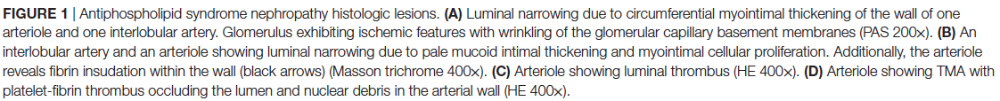 FIGURE 1 | Antiphospholipid syndrome nephropathy histologic lesions. (A) Luminal narrowing due to circumferential myointimal thickening of the wall of one
arteriole and one interlobular artery. Glomerulus exhibiting ischemic features with wrinkling of the glomerular capillary basement membranes (PAS 200×). (B) An
interlobular artery and an arteriole showing luminal narrowing due to pale mucoid intimal thickening and myointimal cellular proliferation. Additionally, the arteriole
reveals fibrin insudation within the wall (black arrows) (Masson trichrome 400×). (C) Arteriole showing luminal thrombus (HE 400×). (D) Arteriole showing TMA with
platelet-fibrin thrombus occluding the lumen and nuclear debris in the arterial wall (HE 400×).